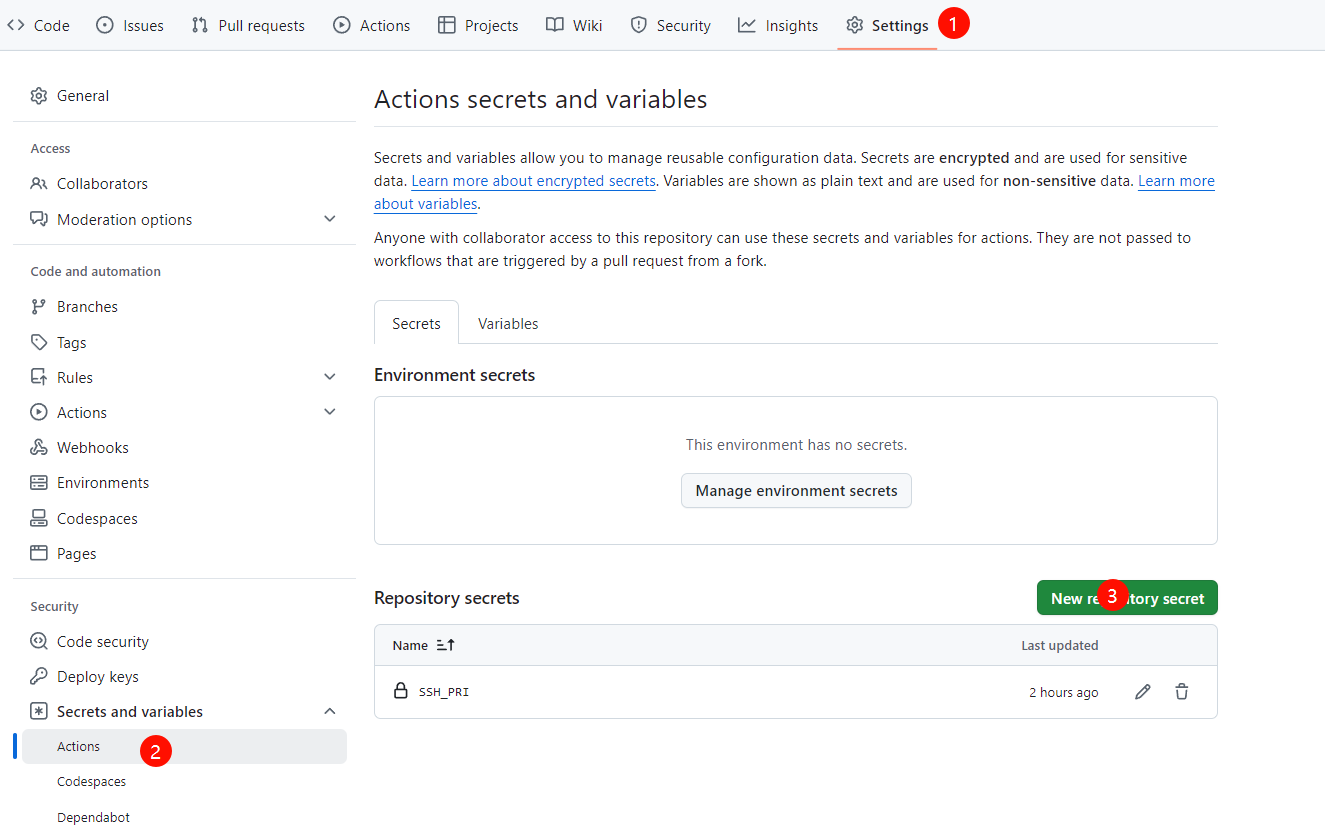 Code Issues Pull requests Actions Projects Wiki Security Insights Settings 1
General
Access
Collaborators
Moderation options
Code and automation
Branches
Tags
Rules
Actions
Webhooks
Environments
Codespaces
Pages
Security
Code security
Deploy keys
Secrets and variables
Actions 2
Codespaces
Dependabot
Actions secrets and variables
Secrets and variables allow you to manage reusable configuration data. Secrets are encrypted and are used for sensitive
data. Learn more about encrypted secrets. Variables are shown as plain text and are used for non-sensitive data. Learn more
about variables.
Anyone with collaborator access to this repository can use these secrets and variables for actions. They are not passed to
workflows that are triggered by a pull request from a fork.
Secrets Variables
Environment secrets
This environment has no secrets.
Manage environment secrets
Repository secrets
New re 3 tory secret
Name Last updated
SSH_PRI 2 hours ago